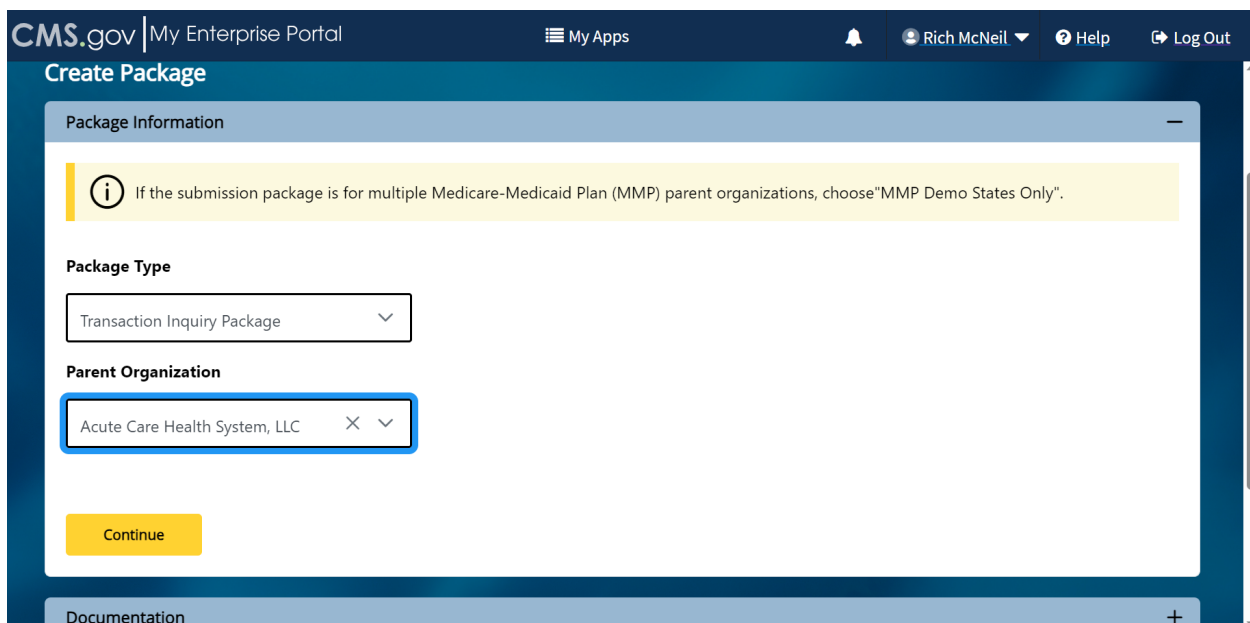 CMS.gov My Enterprise Portal My Apps Rich McNeil Help Log Out
Create Package
Package Information
If the submission package is for multiple Medicare-Medicaid Plan (MMP) parent organizations, choose"MMP Demo States Only".
Package Type
Transaction Inquiry Package
Parent Organization
Acute Care Health System, LLC
Continue
Documentation